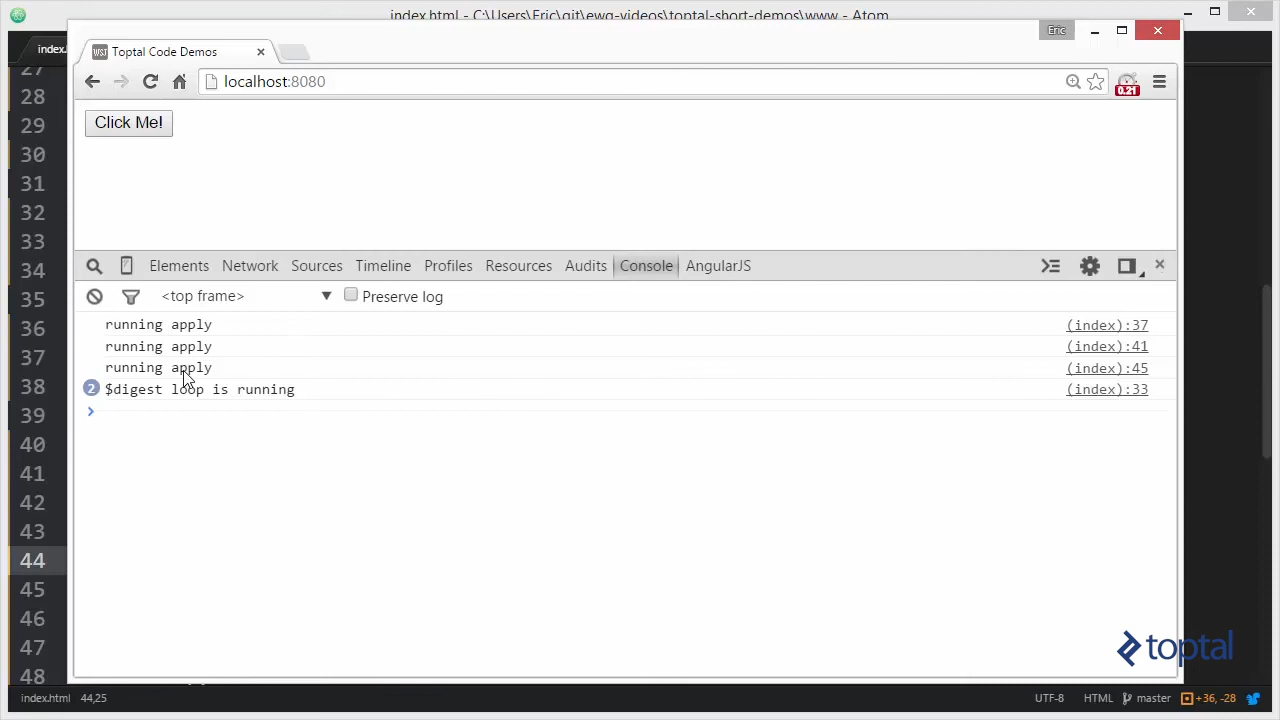 index.html - C:\Users\Eric\git\ewg-videos\toptal-short-demos\www - Atom
Eric
index.
WST Toptal Code Demos
localhost:8080
0.21
Click Me!
Elements Network Sources Timeline Profiles Resources Audits Console AngularJS
<top frame> Preserve log
running apply (index):37
running apply (index):41
running apply (index):45
2 $digest loop is running (index):33
27
28
29
30
31
32
33
34
35
36
37
38
39
40
41
42
43
44
45
46
47
48
toptal
index.html 44,25 UTF-8 HTML master +36, -28